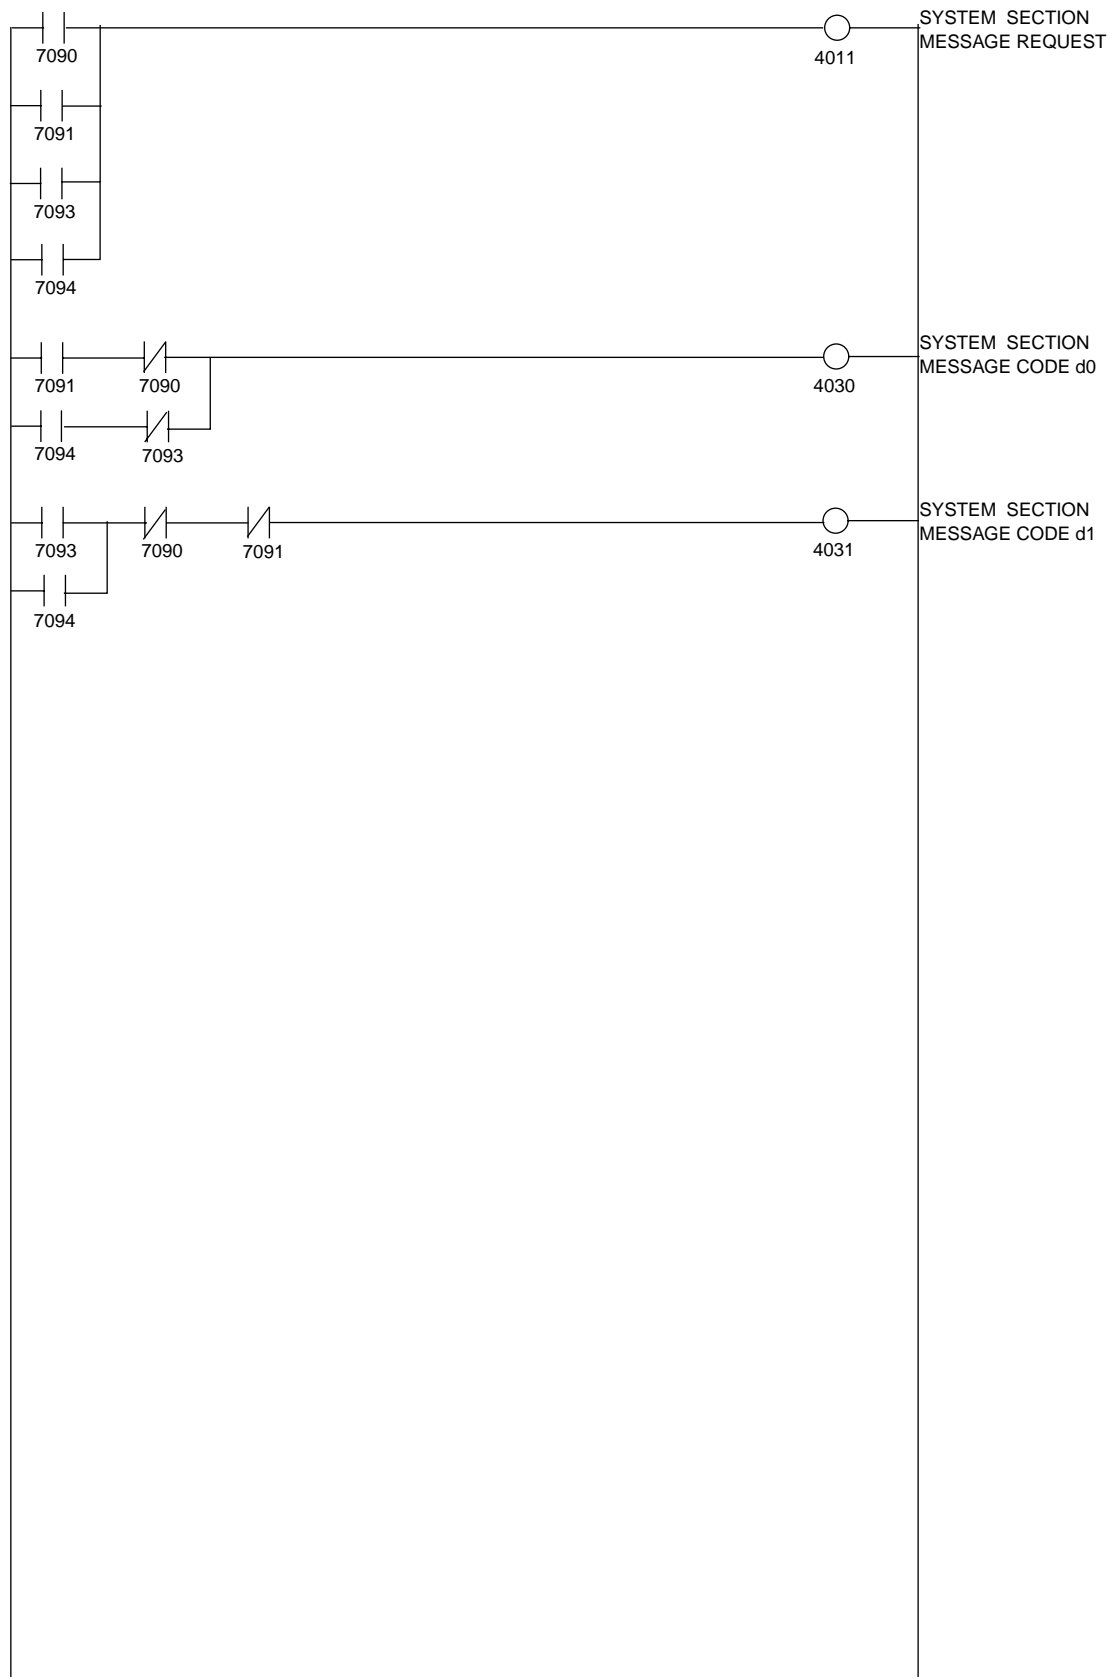 SYSTEM SECTION
MESSAGE REQUEST
7090
4011
7091
7093
7094
SYSTEM SECTION
MESSAGE CODE d0
7091 7090 4030
7094 7093
SYSTEM SECTION
MESSAGE CODE d1
7093 7090 7091 4031
7094